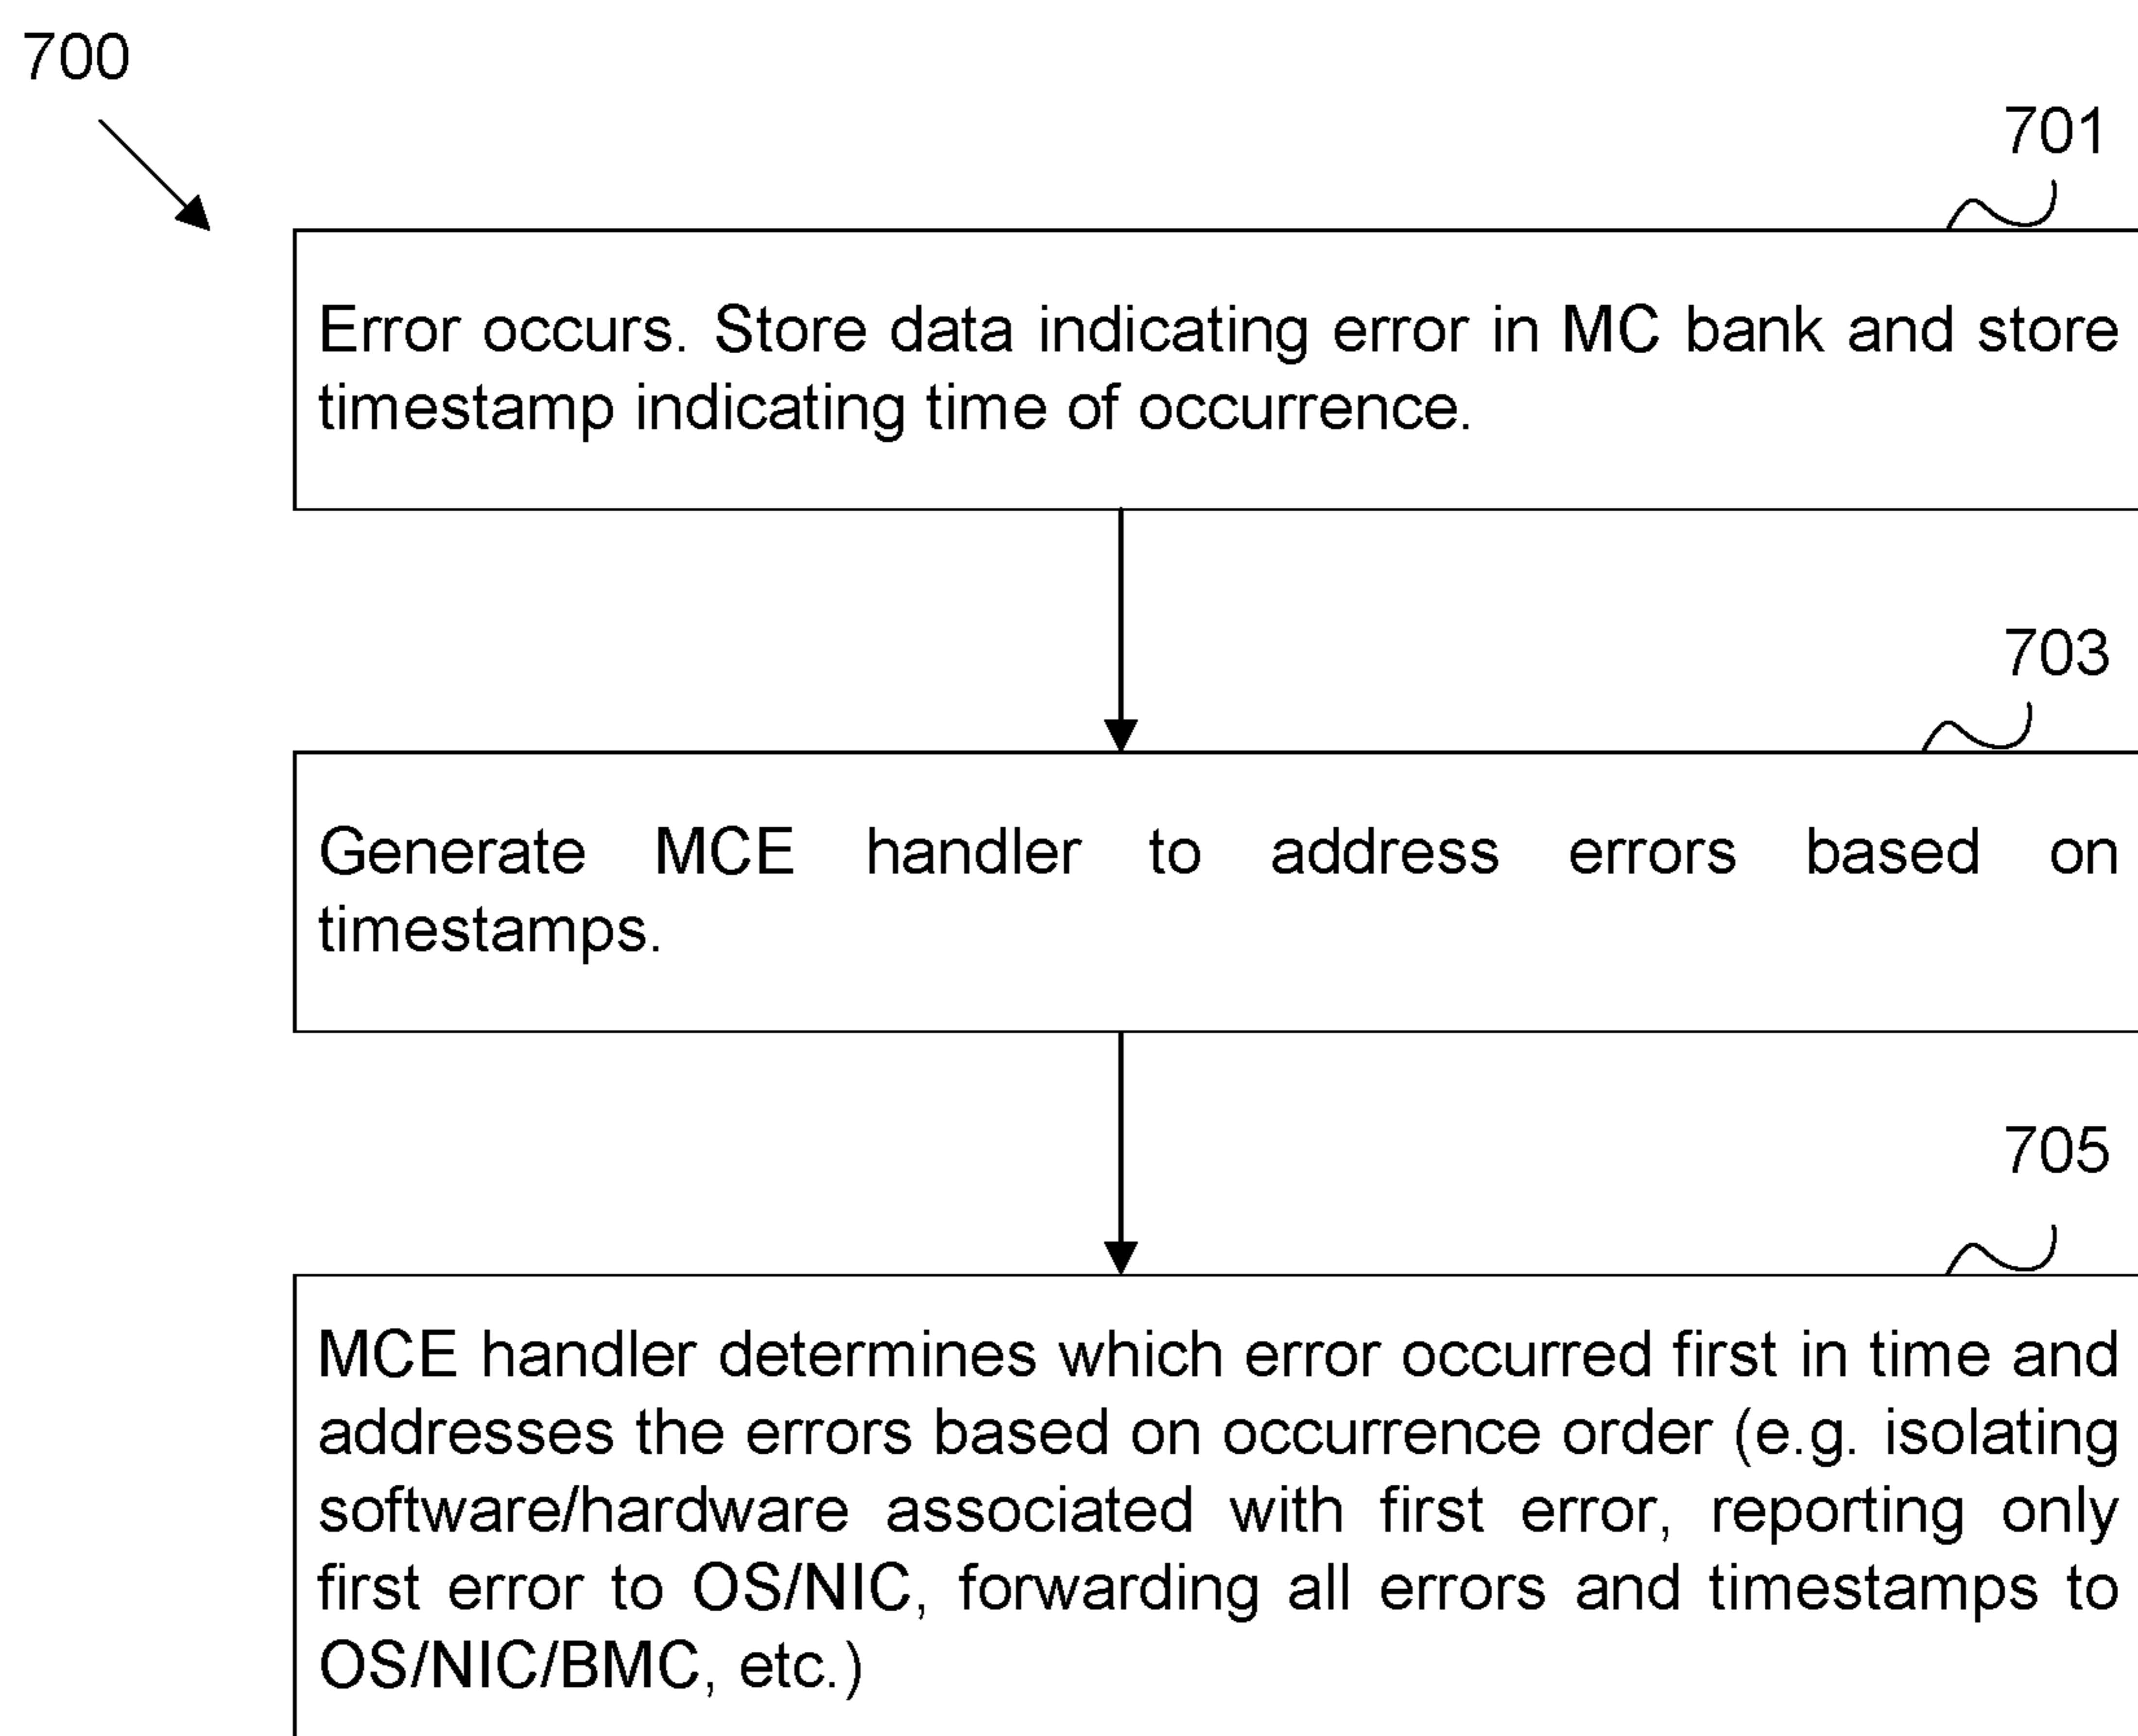 700
701
Error occurs. Store data indicating error in MC bank and store
timestamp indicating time of occurrence.
703
Generate MCE handler to address errors based on
timestamps.
705
MCE handler determines which error occurred first in time and
addresses the errors based on occurrence order (e.g. isolating
software/hardware associated with first error, reporting only
first error to OS/NIC, forwarding all errors and timestamps to
OS/NIC/BMC, etc.)